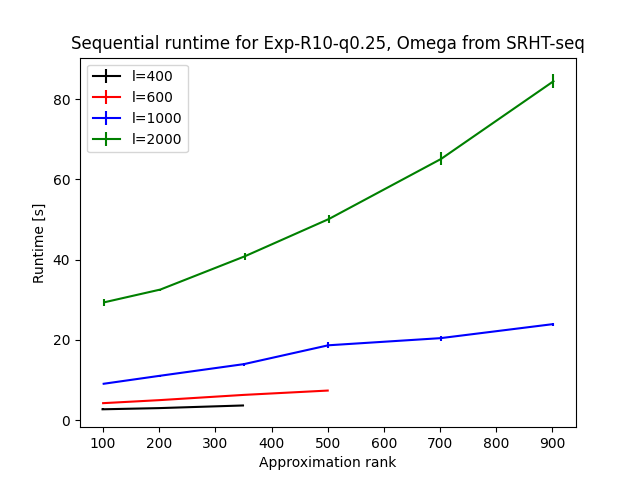 Sequential runtime for Exp-R10-q0.25, Omega from SRHT-seq
l=400
l=600
l=1000
l=2000
Runtime [s]
80
60
40
20
0
100 200 300 400 500 600 700 800 900
Approximation rank